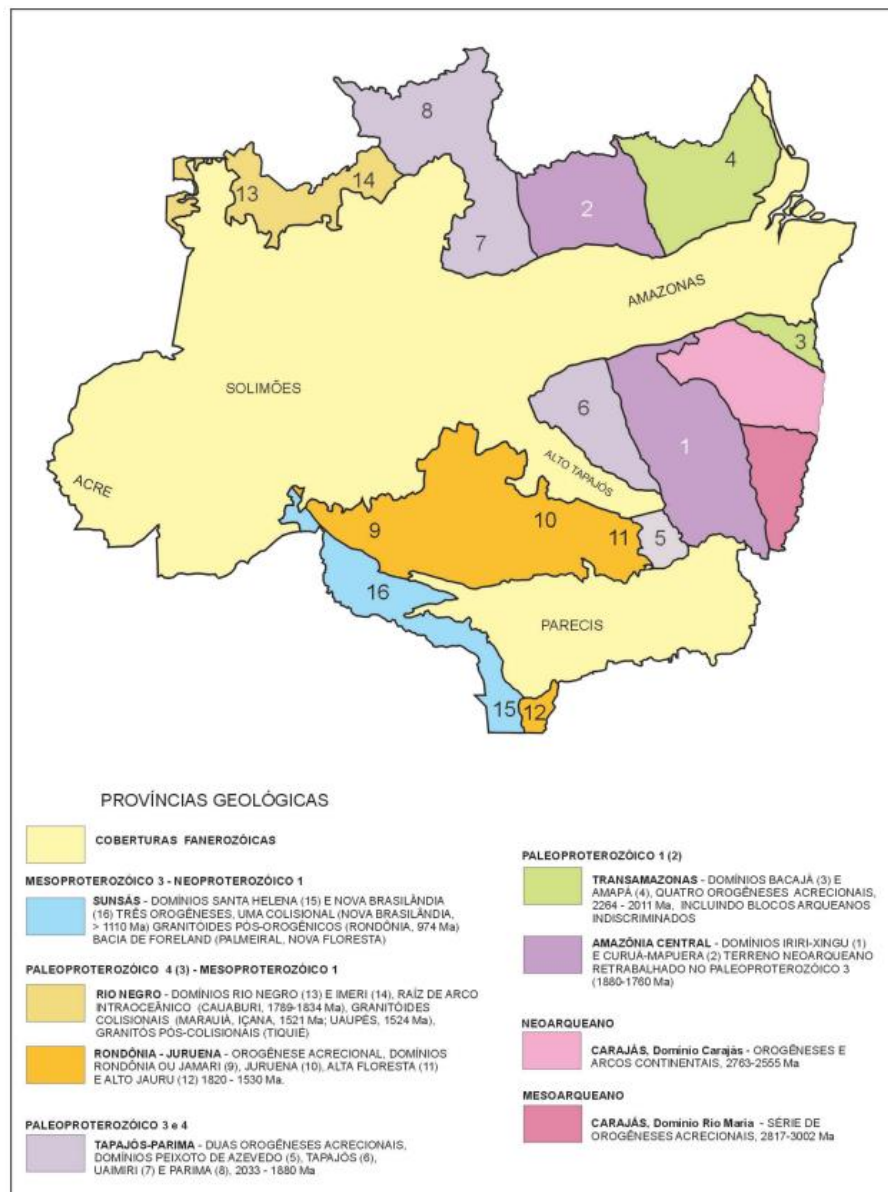 8
4
13
14
2
7
AMAZONAS
3
SOLIMÕES
6
1
ACRE
ALTO TAPAJÓS
9
10
11
5
16
PARECIS
15
12
PROVÍNCIAS GEOLÓGICAS
COBERTURAS FANEROZÓICAS
MESOPROTEROZÓICO 3 - NEOPROTEROZÓICO 1
SUNSÁS - DOMÍNIOS SANTA HELENA (15) E NOVA BRASILÂNDIA
(16) TRÊS OROGÊNESES, UMA COLISIONAL (NOVA BRASILÂNDIA,
> 1110 Ma) GRANITÓIDES PÓS-OROGÊNICOS (RONDÔNIA, 974 Ma)
BACIA DE FORELAND (PALMEIRAL, NOVA FLORESTA)
PALEOPROTEROZÓICO 4 (3) - MESOPROTEROZÓICO 1
RIO NEGRO - DOMÍNIOS RIO NEGRO (13) E IMERI (14), RAÍZ DE ARCO
INTRAOCEÂNICO (CAUABURI, 1789-1834 Ma), GRANITÓIDES
COLISIONAIS (MARAUIÁ, IÇANA, 1521 Ma; UAUPÉS, 1524 Ma),
GRANITÓS PÓS-COLISIONAIS (TIQUIÉ)
RONDÔNIA - JURUENA - OROGÊNESE ACRECIONAL, DOMÍNIOS
RONDÔNIA OU JAMARI (9), JURUENA (10), ALTA FLORESTA (11)
E ALTO JAURU (12) 1820 - 1530 Ma.
PALEOPROTEROZÓICO 3 e 4
TAPAJÓS-PARIMA - DUAS OROGÊNESES ACRECIONAIS,
DOMÍNIOS PEIXOTO DE AZEVEDO (5), TAPAJÓS (6),
UAIMIRI (7) E PARIMA (8), 2033 - 1880 Ma
PALEOPROTEROZÓICO 1 (2)
TRANSAMAZONAS - DOMÍNIOS BACAJÁ (3) E
AMAPÁ (4), QUATRO OROGÊNESES ACRECIONAIS,
2264 - 2011 Ma, INCLUINDO BLOCOS ARQUEANOS
INDISCRIMINADOS
AMAZÔNIA CENTRAL - DOMÍNIOS IRIRI-XINGU (1)
E CURUÁ-MAPUERA (2) TERRENO NEOARQUEANO
RETRABALHADO NO PALEOPROTEROZÓICO 3
(1880-1760 Ma)
NEOARQUEANO
CARAJÁS, Domínio Carajás - OROGÊNESES E
ARCOS CONTINENTAIS, 2763-2555 Ma
MESOARQUEANO
CARAJÁS, Domínio Rio Maria - SÉRIE DE
OROGÊNESES ACRECIONAIS, 2817-3002 Ma